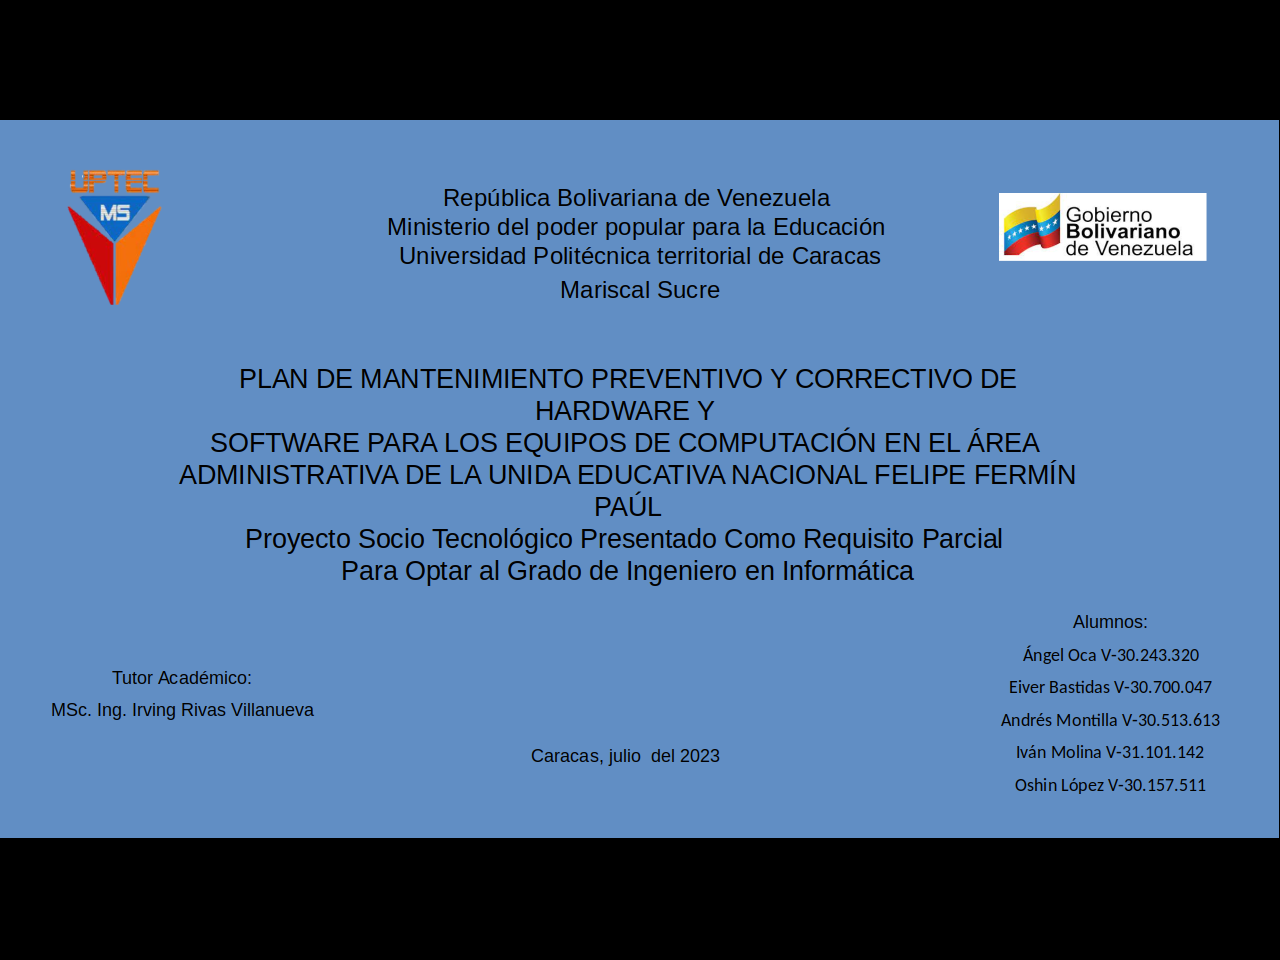 UPTEC
MS
República Bolivariana de Venezuela
Ministerio del poder popular para la Educación
Universidad Politécnica territorial de Caracas
Mariscal Sucre
Gobierno
Bolivariano
de Venezuela
PLAN DE MANTENIMIENTO PREVENTIVO Y CORRECTIVO DE
HARDWARE Y
SOFTWARE PARA LOS EQUIPOS DE COMPUTACIÓN EN EL ÁREA
ADMINISTRATIVA DE LA UNIDA EDUCATIVA NACIONAL FELIPE FERMÍN
PAÚL
Proyecto Socio Tecnológico Presentado Como Requisito Parcial
Para Optar al Grado de Ingeniero en Informática
Tutor Académico:
MSc. Ing. Irving Rivas Villanueva
Caracas, julio  del 2023
Alumnos:
Ángel Oca V-30.243.320
Eiver Bastidas V-30.700.047
Andrés Montilla V-30.513.613
Iván Molina V-31.101.142
Oshin López V-30.157.511